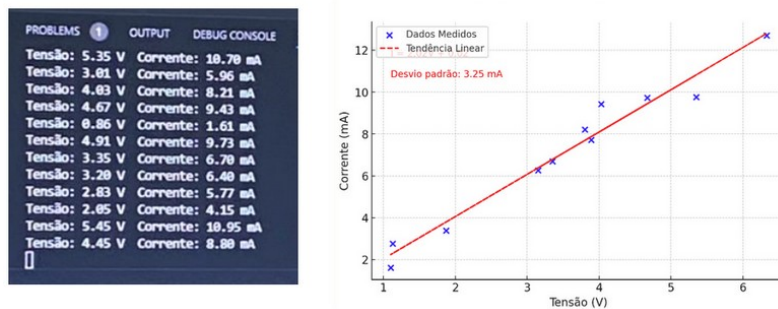 PROBLEMS 1 OUTPUT DEBUG CONSOLE
Tensão: 5.35 V Corrente: 10.70 mA
Tensão: 3.01 V Corrente: 5.96 mA
Tensão: 4.03 V Corrente: 8.21 mA
Tensão: 4.67 V Corrente: 9.43 mA
Tensão: 0.86 V Corrente: 1.61 mA
Tensão: 4.91 V Corrente: 9.73 mA
Tensão: 3.35 V Corrente: 6.70 mA
Tensão: 3.20 V Corrente: 6.40 mA
Tensão: 2.83 V Corrente: 5.77 mA
Tensão: 2.05 V Corrente: 4.15 mA
Tensão: 5.45 V Corrente: 10.95 mA
Tensão: 4.45 V Corrente: 8.80 mA
Dados Medidos
Tendência Linear
Desvio padrão: 3.25 mA
Corrente (mA)
12
10
8
6
4
2
1 2 3 4 5 6
Tensão (V)